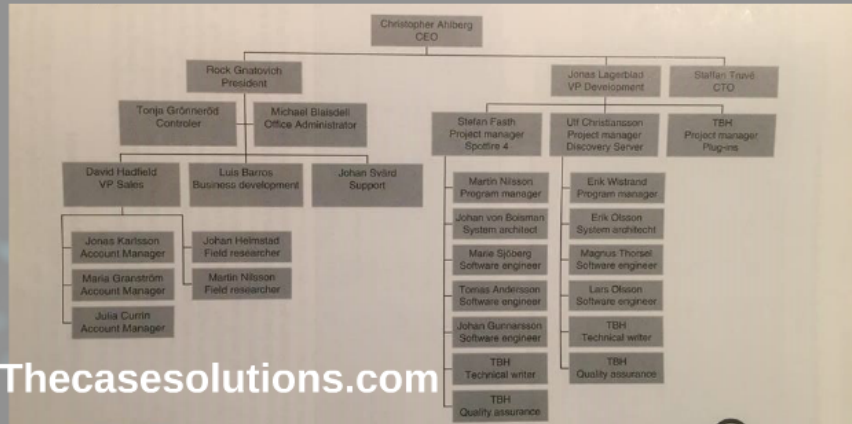 Christopher Ahlberg
CEO
Rock Gnatovich
President
Jonas Lagerblad
VP Development
Staffan Truvé
CTO
Tonja Grönneröd
Controler
Michael Blaisdell
Office Administrator
Stefan Fasth
Project manager
Spotfire 4
Ulf Christiansson
Project manager
Discovery Server
TBH
Project manager
Plug-ins
David Hadfield
VP Sales
Luis Barros
Business development
Johan Svärd
Support
Martin Nilsson
Program manager
Erik Wistrand
Program manager
Johan von Boisman
System architect
Erik Olsson
System architecht
Jonas Karlsson
Account Manager
Johan Helmstad
Field researcher
Marie Sjöberg
Software engineer
Magnus Thorsel
Software engineer
Maria Granström
Account Manager
Martin Nilsson
Field researcher
Tomas Andersson
Software engineer
Lars Olsson
Software engineer
Julia Currin
Account Manager
Johan Gunnarsson
Software engineer
TBH
Technical writer
TBH
Technical writer
TBH
Quality assurance
TBH
Quality assurance
Thecasesolutions.com